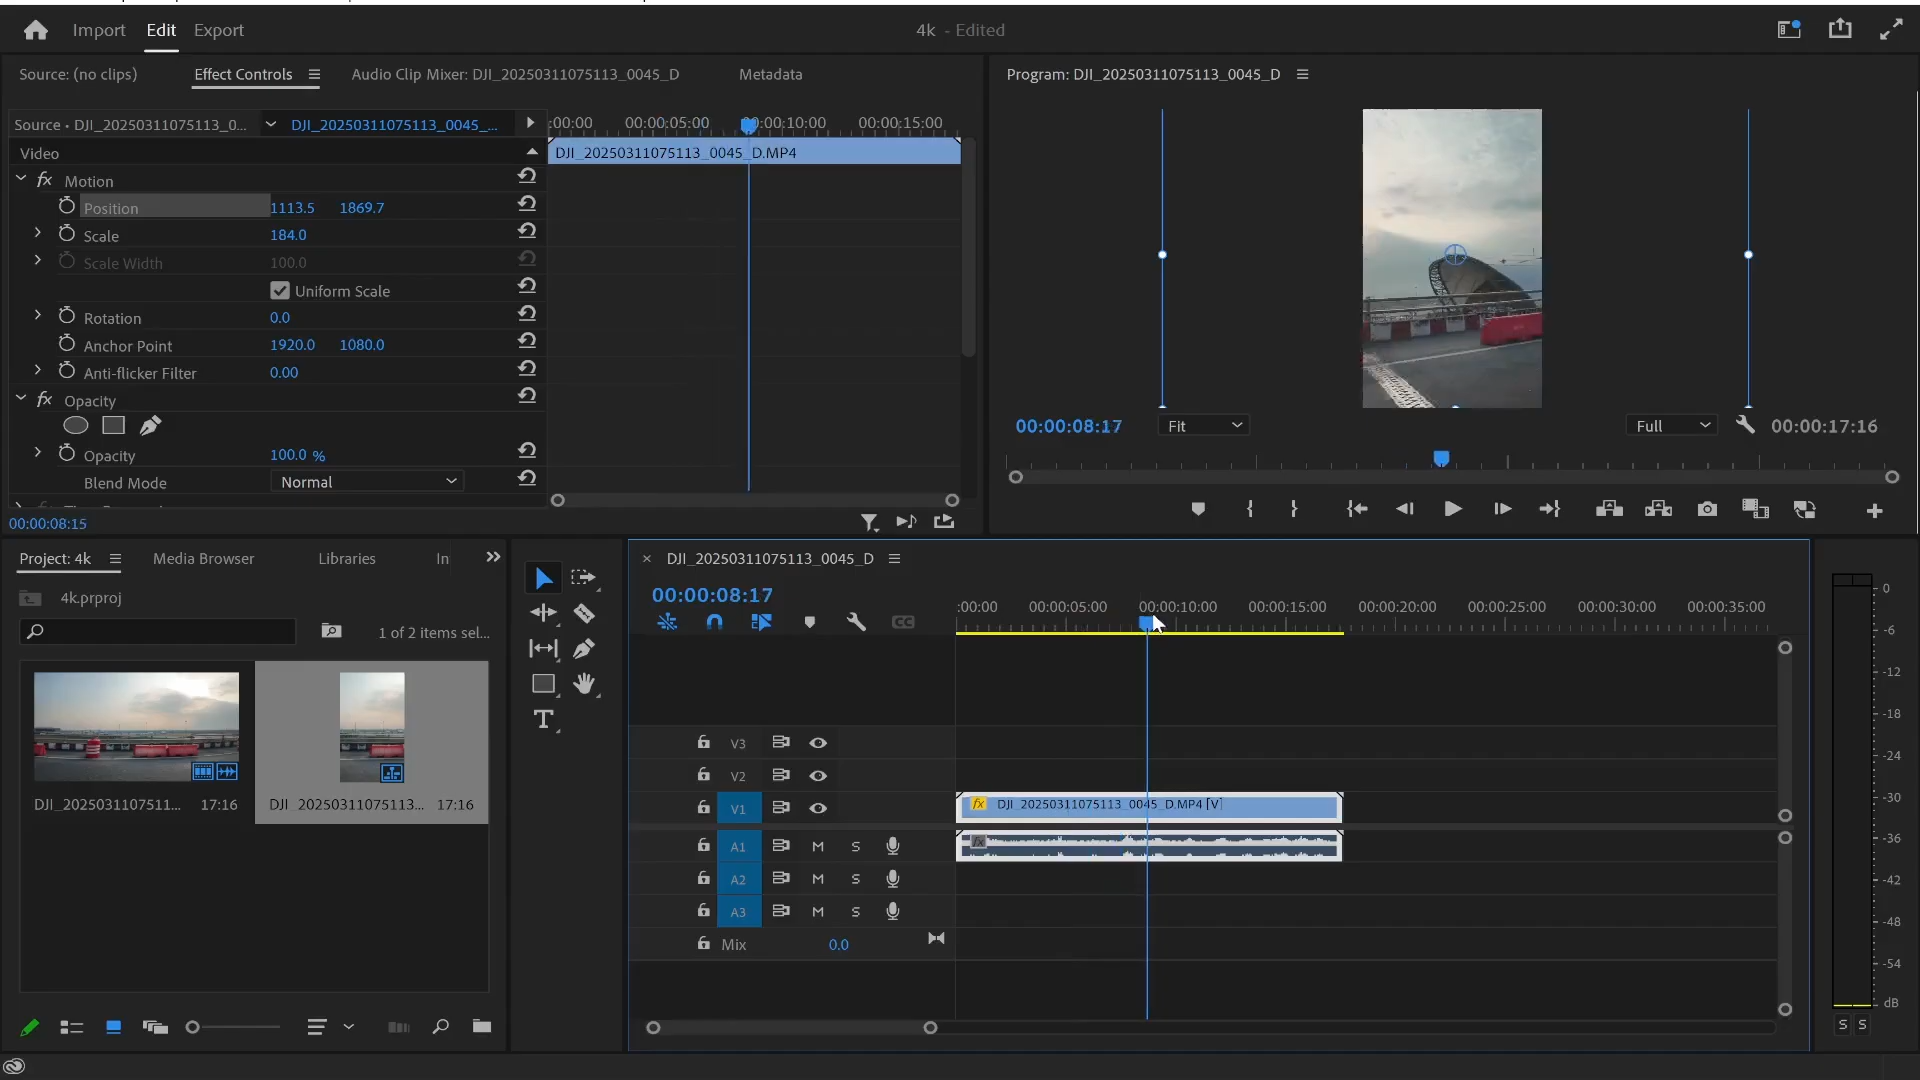 Import Edit Export
4k - Edited
Source: (no clips) Effect Controls Audio Clip Mixer: DJI_20250311075113_0045_D Metadata
Program: DJI_20250311075113_0045_D
Source • DJI_20250311075113_0... DJI_20250311075113_0045_...
:00:00 00:00:05:00 00:00:10:00 00:00:15:00
Video
DJI_20250311075113_0045_D.MP4
fx Motion
Position 1113.5 1869.7
Scale 184.0
Scale Width 100.0
Uniform Scale
Rotation 0.0
Anchor Point 1920.0 1080.0
Anti-flicker Filter 0.00
fx Opacity
Opacity 100.0 %
Blend Mode Normal
00:00:08:15
00:00:08:17 Fit Full 00:00:17:16
Project: 4k Media Browser Libraries In
4k.prproj
1 of 2 items sel...
DJI_2025031107511... 17:16
DJI_20250311075113... 17:16
T
DJI_20250311075113_0045_D
00:00:08:17
:00:00 00:00:05:00 00:00:10:00 00:00:15:00 00:00:20:00 00:00:25:00 00:00:30:00 00:00:35:00
V3
V2
V1 fx DJI_20250311075113_0045_D.MP4 [V]
A1 M S fx
A2 M S
A3 M S
Mix 0.0
0
-6
-12
-18
-24
-30
-36
-42
-48
-54
dB
S S